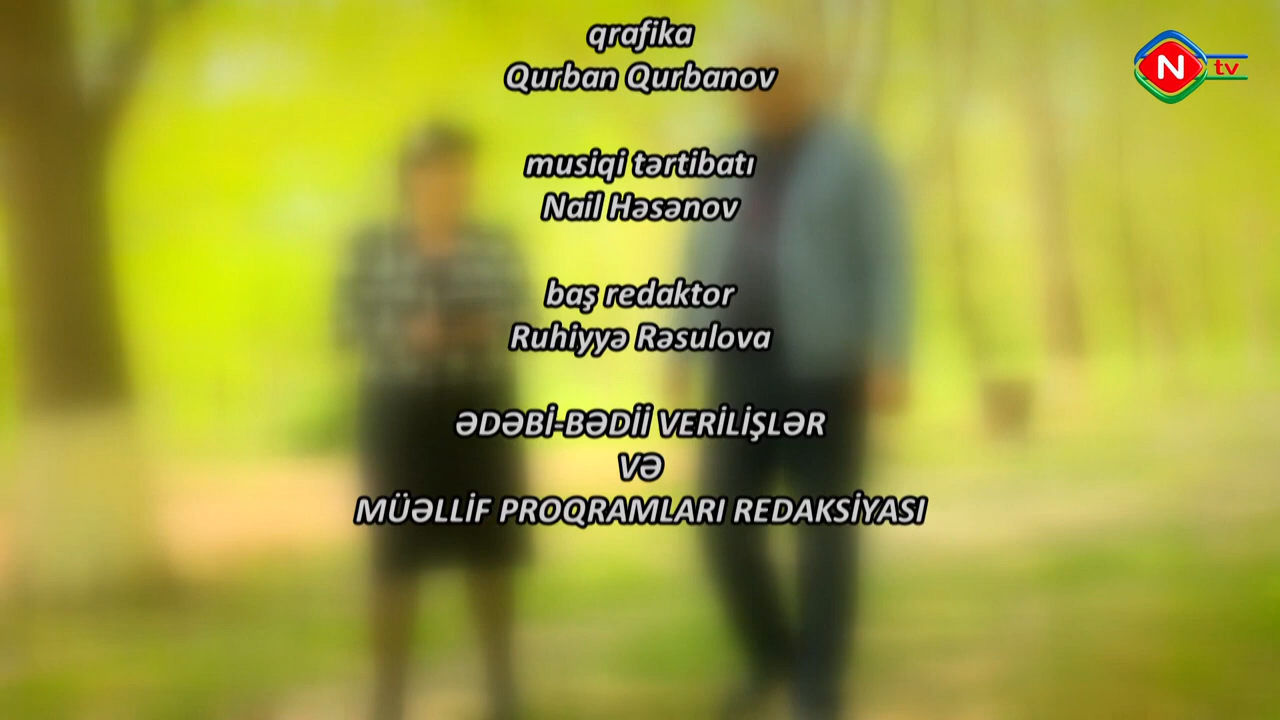 qrafika
Qurban Qurbanov
musiqi tərtibatı
Nail Həsənov
baş redaktor
Ruhiyyə Rəsulova
ƏDƏBİ-BƏDİİ VERİLİŞLƏR
VƏ
MÜƏLLİF PROQRAMLARI REDAKSİYASI
N tv